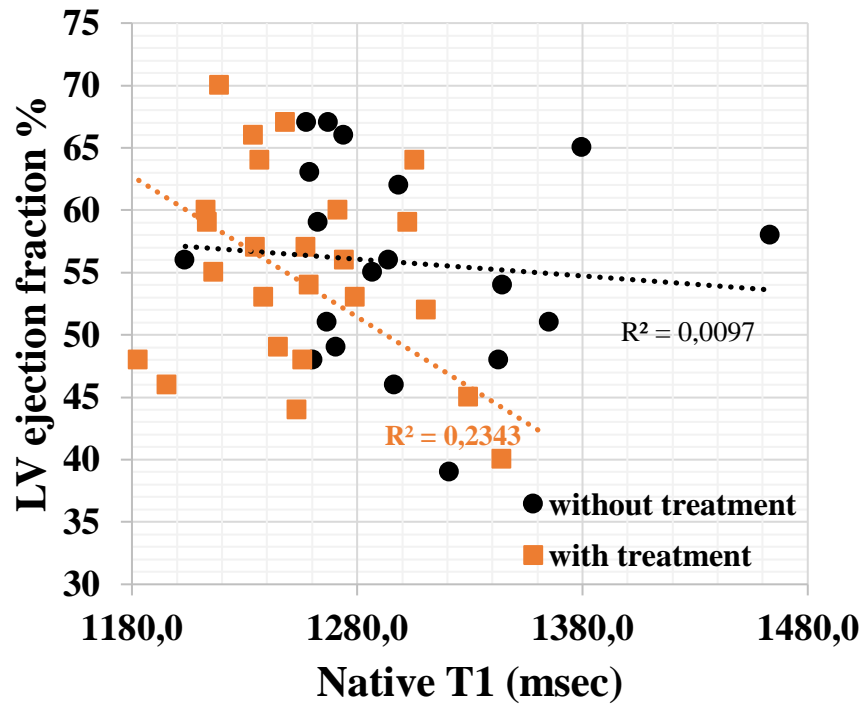 LV ejection fraction %
75
70
65
60
55
50
45
40
35
30
R² = 0,0097
R² = 0,2343
without treatment
with treatment
1180,0 1280,0 1380,0 1480,0
Native T1 (msec)